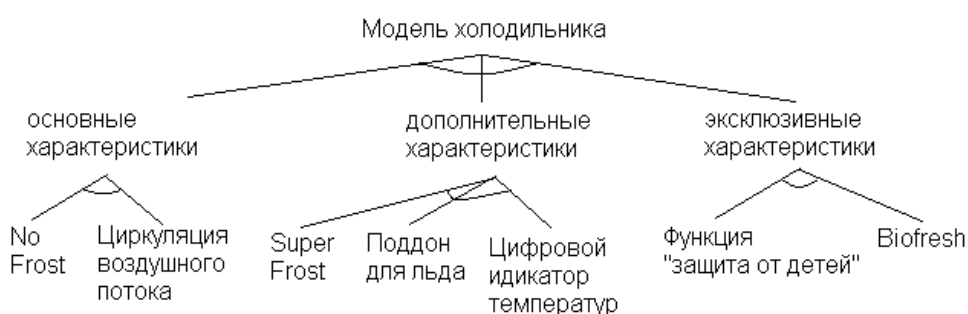 Модель холодильника
основные
характеристики
дополнительные
характеристики
эксклюзивные
характеристики
No
Frost
Циркуляция
воздушного
потока
Super
Frost
Поддон
для льда
Цифровой
идикатор
температур
Функция
"защита от детей"
Biofresh